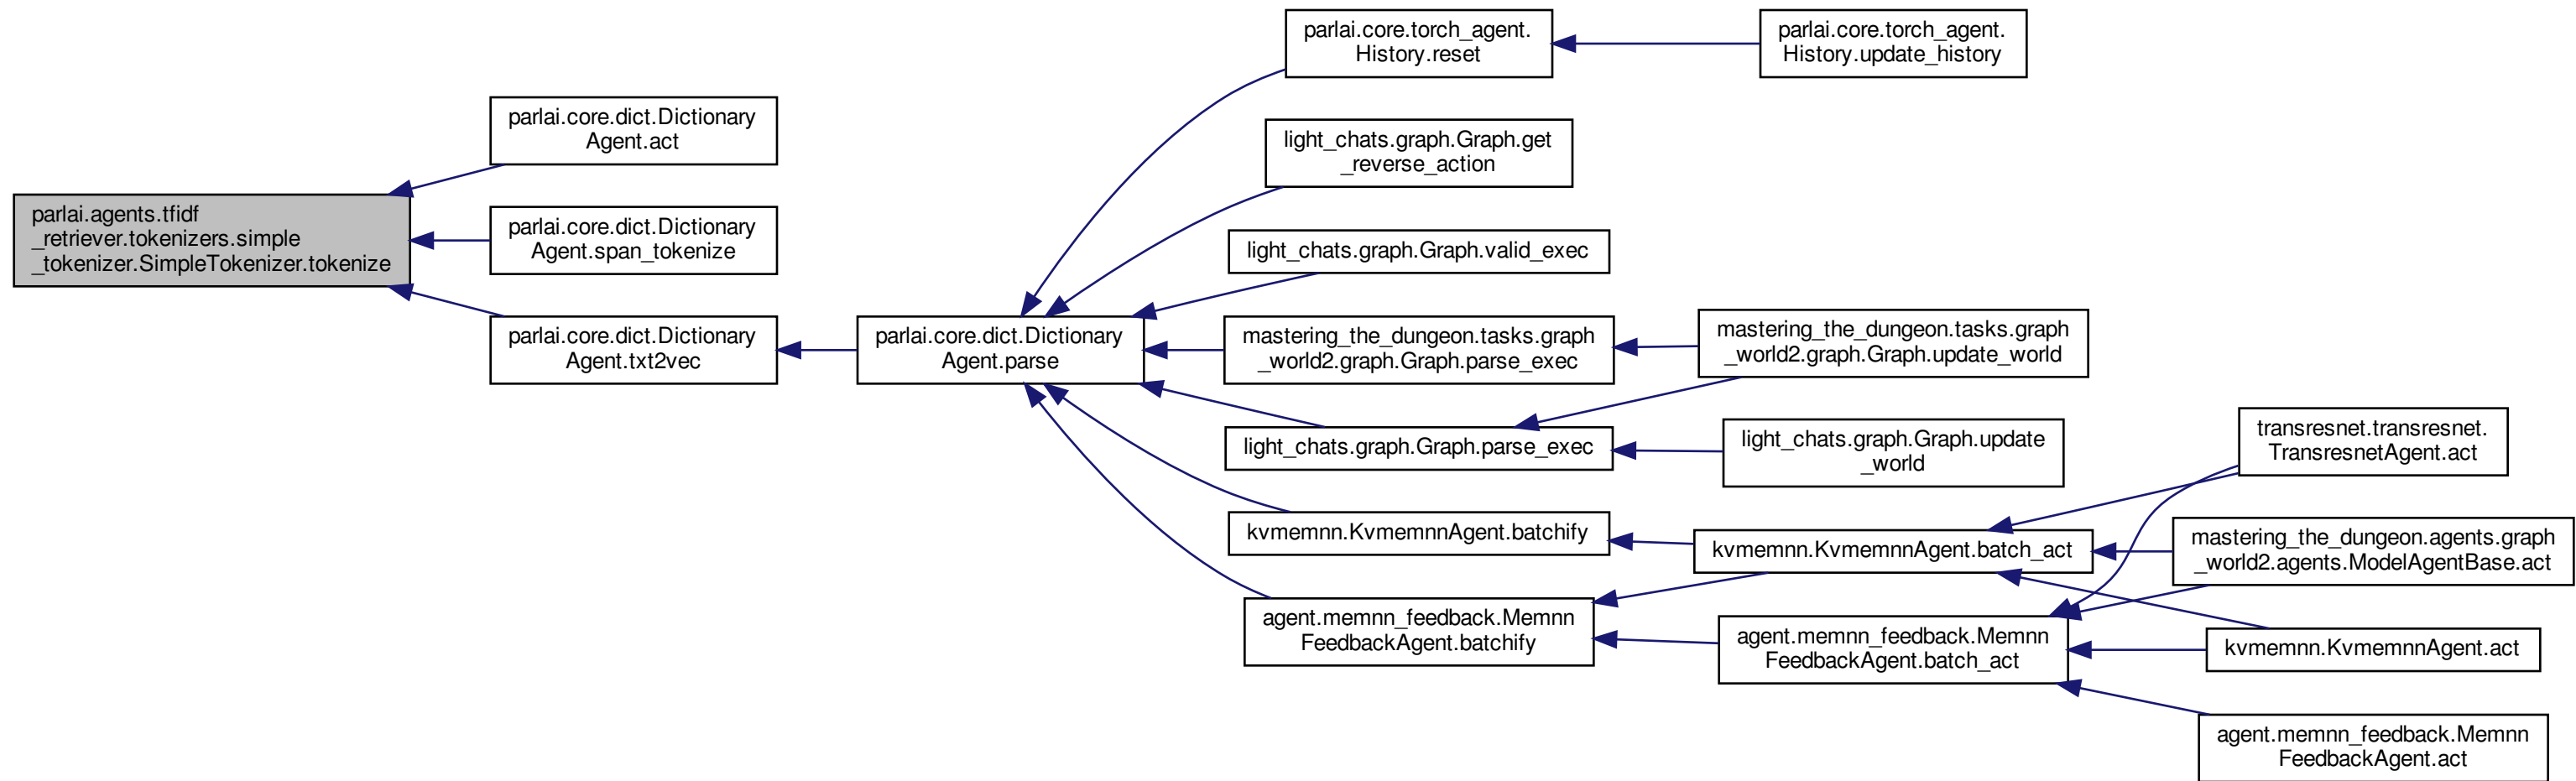 parlai.core.torch_agent.
History.reset
parlai.core.torch_agent.
History.update_history
parlai.core.dict.Dictionary
Agent.act
light_chats.graph.Graph.get
_reverse_action
parlai.agents.tfidf
_retriever.tokenizers.simple
_tokenizer.SimpleTokenizer.tokenize
parlai.core.dict.Dictionary
Agent.span_tokenize
light_chats.graph.Graph.valid_exec
parlai.core.dict.Dictionary
Agent.txt2vec
parlai.core.dict.Dictionary
Agent.parse
mastering_the_dungeon.tasks.graph
_world2.graph.Graph.parse_exec
mastering_the_dungeon.tasks.graph
_world2.graph.Graph.update_world
light_chats.graph.Graph.parse_exec
light_chats.graph.Graph.update
_world
transresnet.transresnet.
TransresnetAgent.act
kvmemnn.KvmemnnAgent.batchify
kvmemnn.KvmemnnAgent.batch_act
mastering_the_dungeon.agents.graph
_world2.agents.ModelAgentBase.act
agent.memnn_feedback.Memnn
FeedbackAgent.batchify
agent.memnn_feedback.Memnn
FeedbackAgent.batch_act
kvmemnn.KvmemnnAgent.act
agent.memnn_feedback.Memnn
FeedbackAgent.act